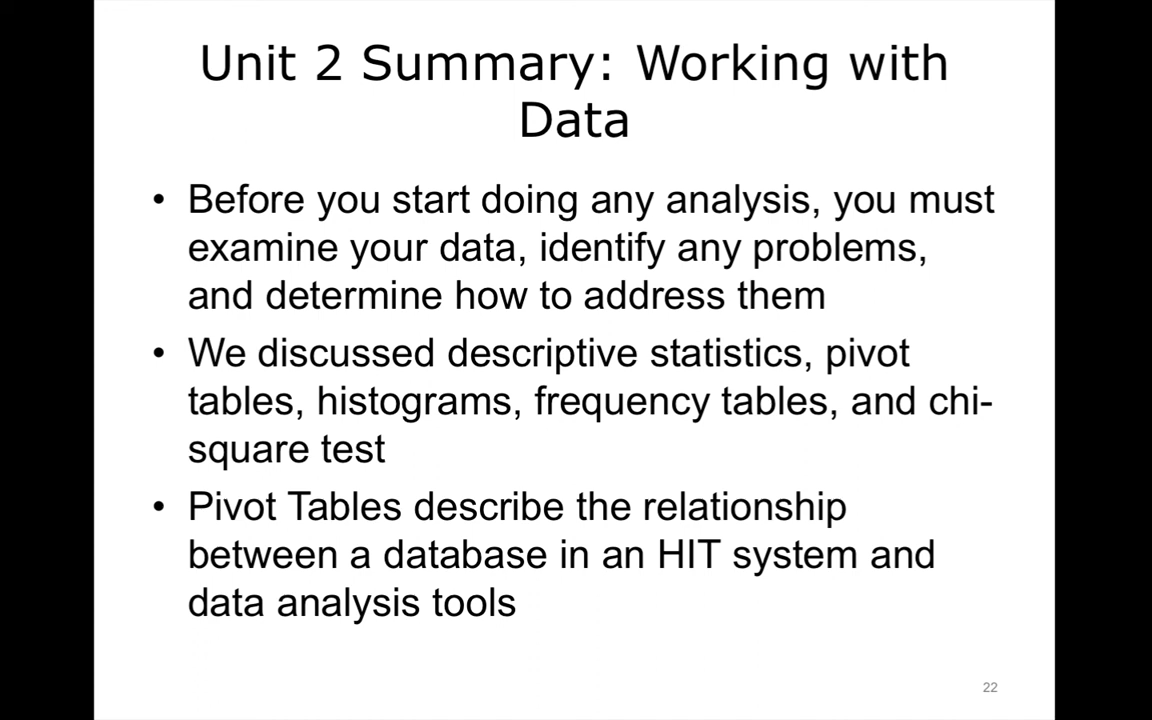 Unit 2 Summary: Working with
Data
• Before you start doing any analysis, you must
examine your data, identify any problems,
and determine how to address them
• We discussed descriptive statistics, pivot
tables, histograms, frequency tables, and chi-
square test
• Pivot Tables describe the relationship
between a database in an HIT system and
data analysis tools
22